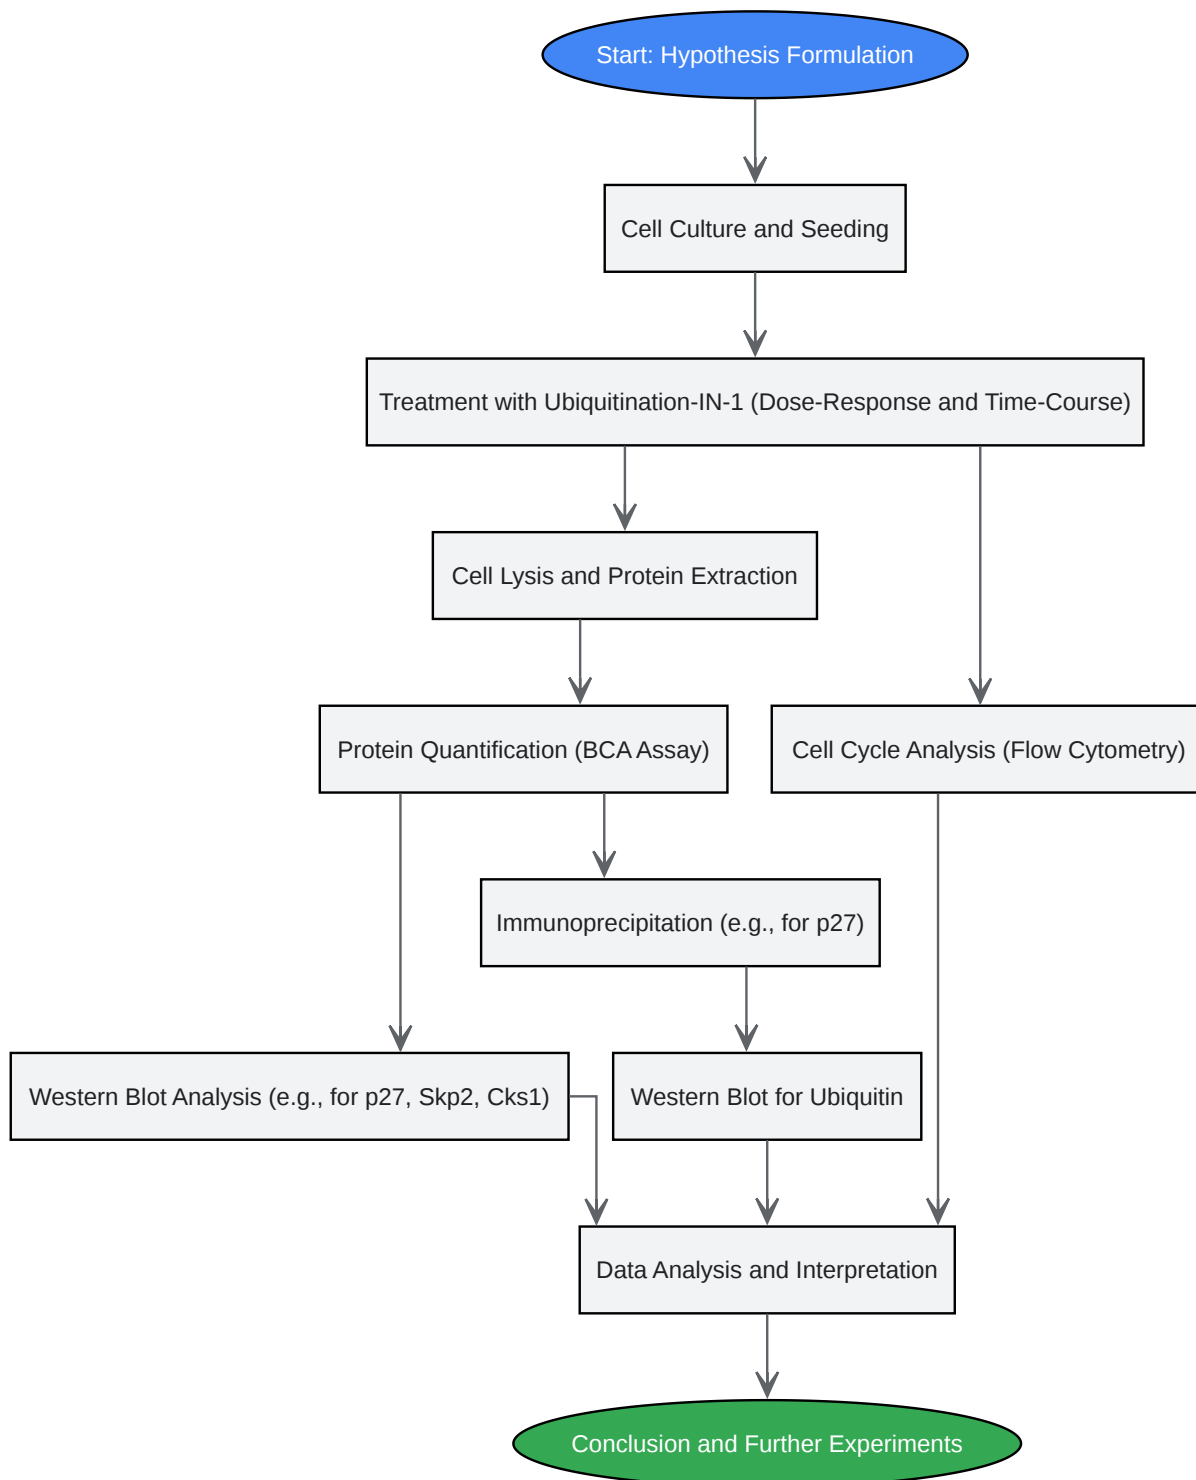 Start: Hypothesis Formulation
Cell Culture and Seeding
Treatment with Ubiquitination-IN-1 (Dose-Response and Time-Course)
Cell Lysis and Protein Extraction
Protein Quantification (BCA Assay)
Cell Cycle Analysis (Flow Cytometry)
Immunoprecipitation (e.g., for p27)
Western Blot Analysis (e.g., for p27, Skp2, Cks1)
Western Blot for Ubiquitin
Data Analysis and Interpretation
Conclusion and Further Experiments